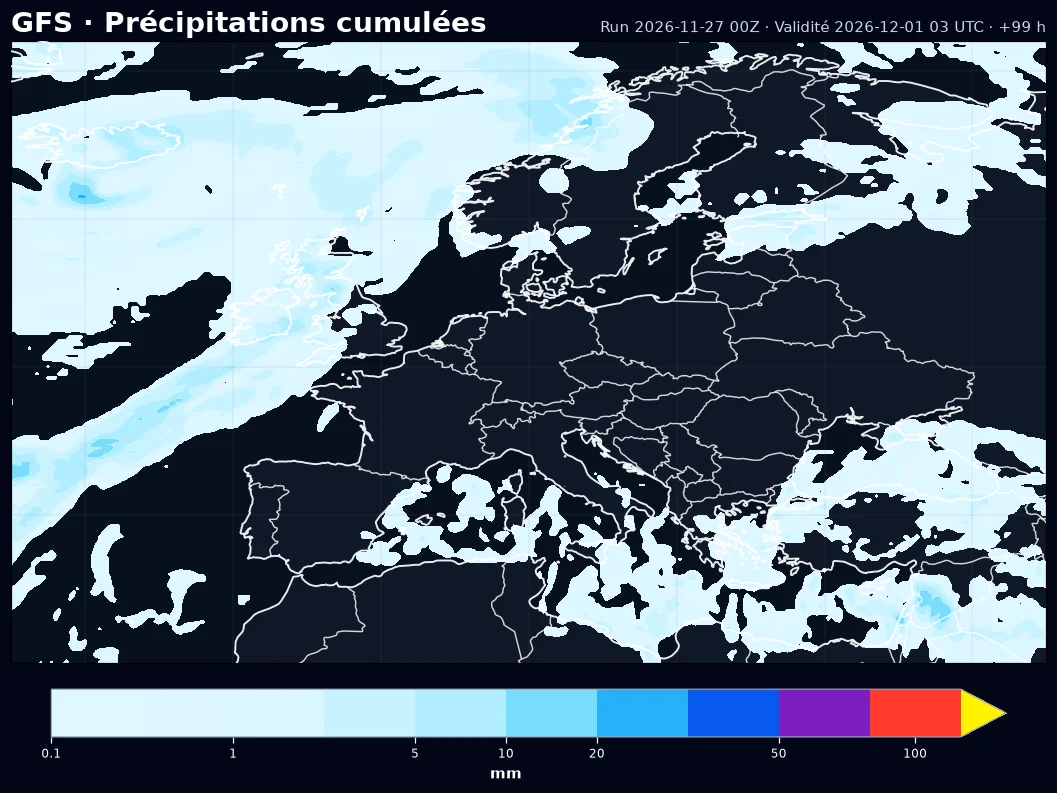 GFS · Précipitations cumulées
Run 2026-11-27 00Z · Validité 2026-12-01 03 UTC · +99 h
0.1 1 5 10 20 50 100
mm